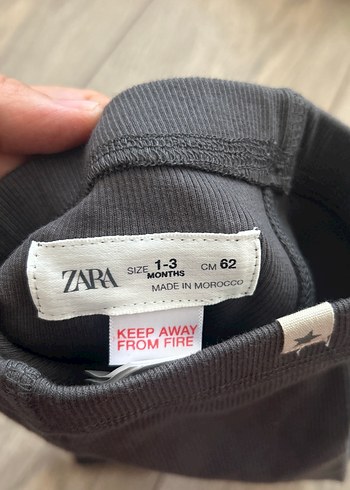 ZARA SIZE 1-3 MONTHS CM 62
MADE IN MOROCCO
KEEP AWAY
FROM FIRE